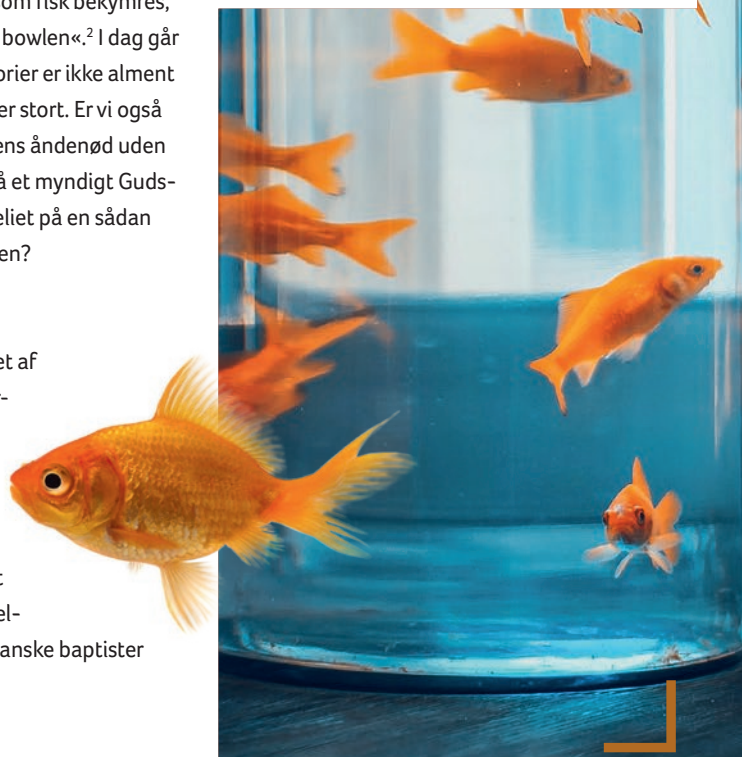 som fisk bekymres,
bowlen«.² I dag går
orier er ikke alment
er stort. Er vi også
ens åndenød uden
å et myndigt Guds-
eliet på en sådan
en?
et af
-
t
el-
anske baptister